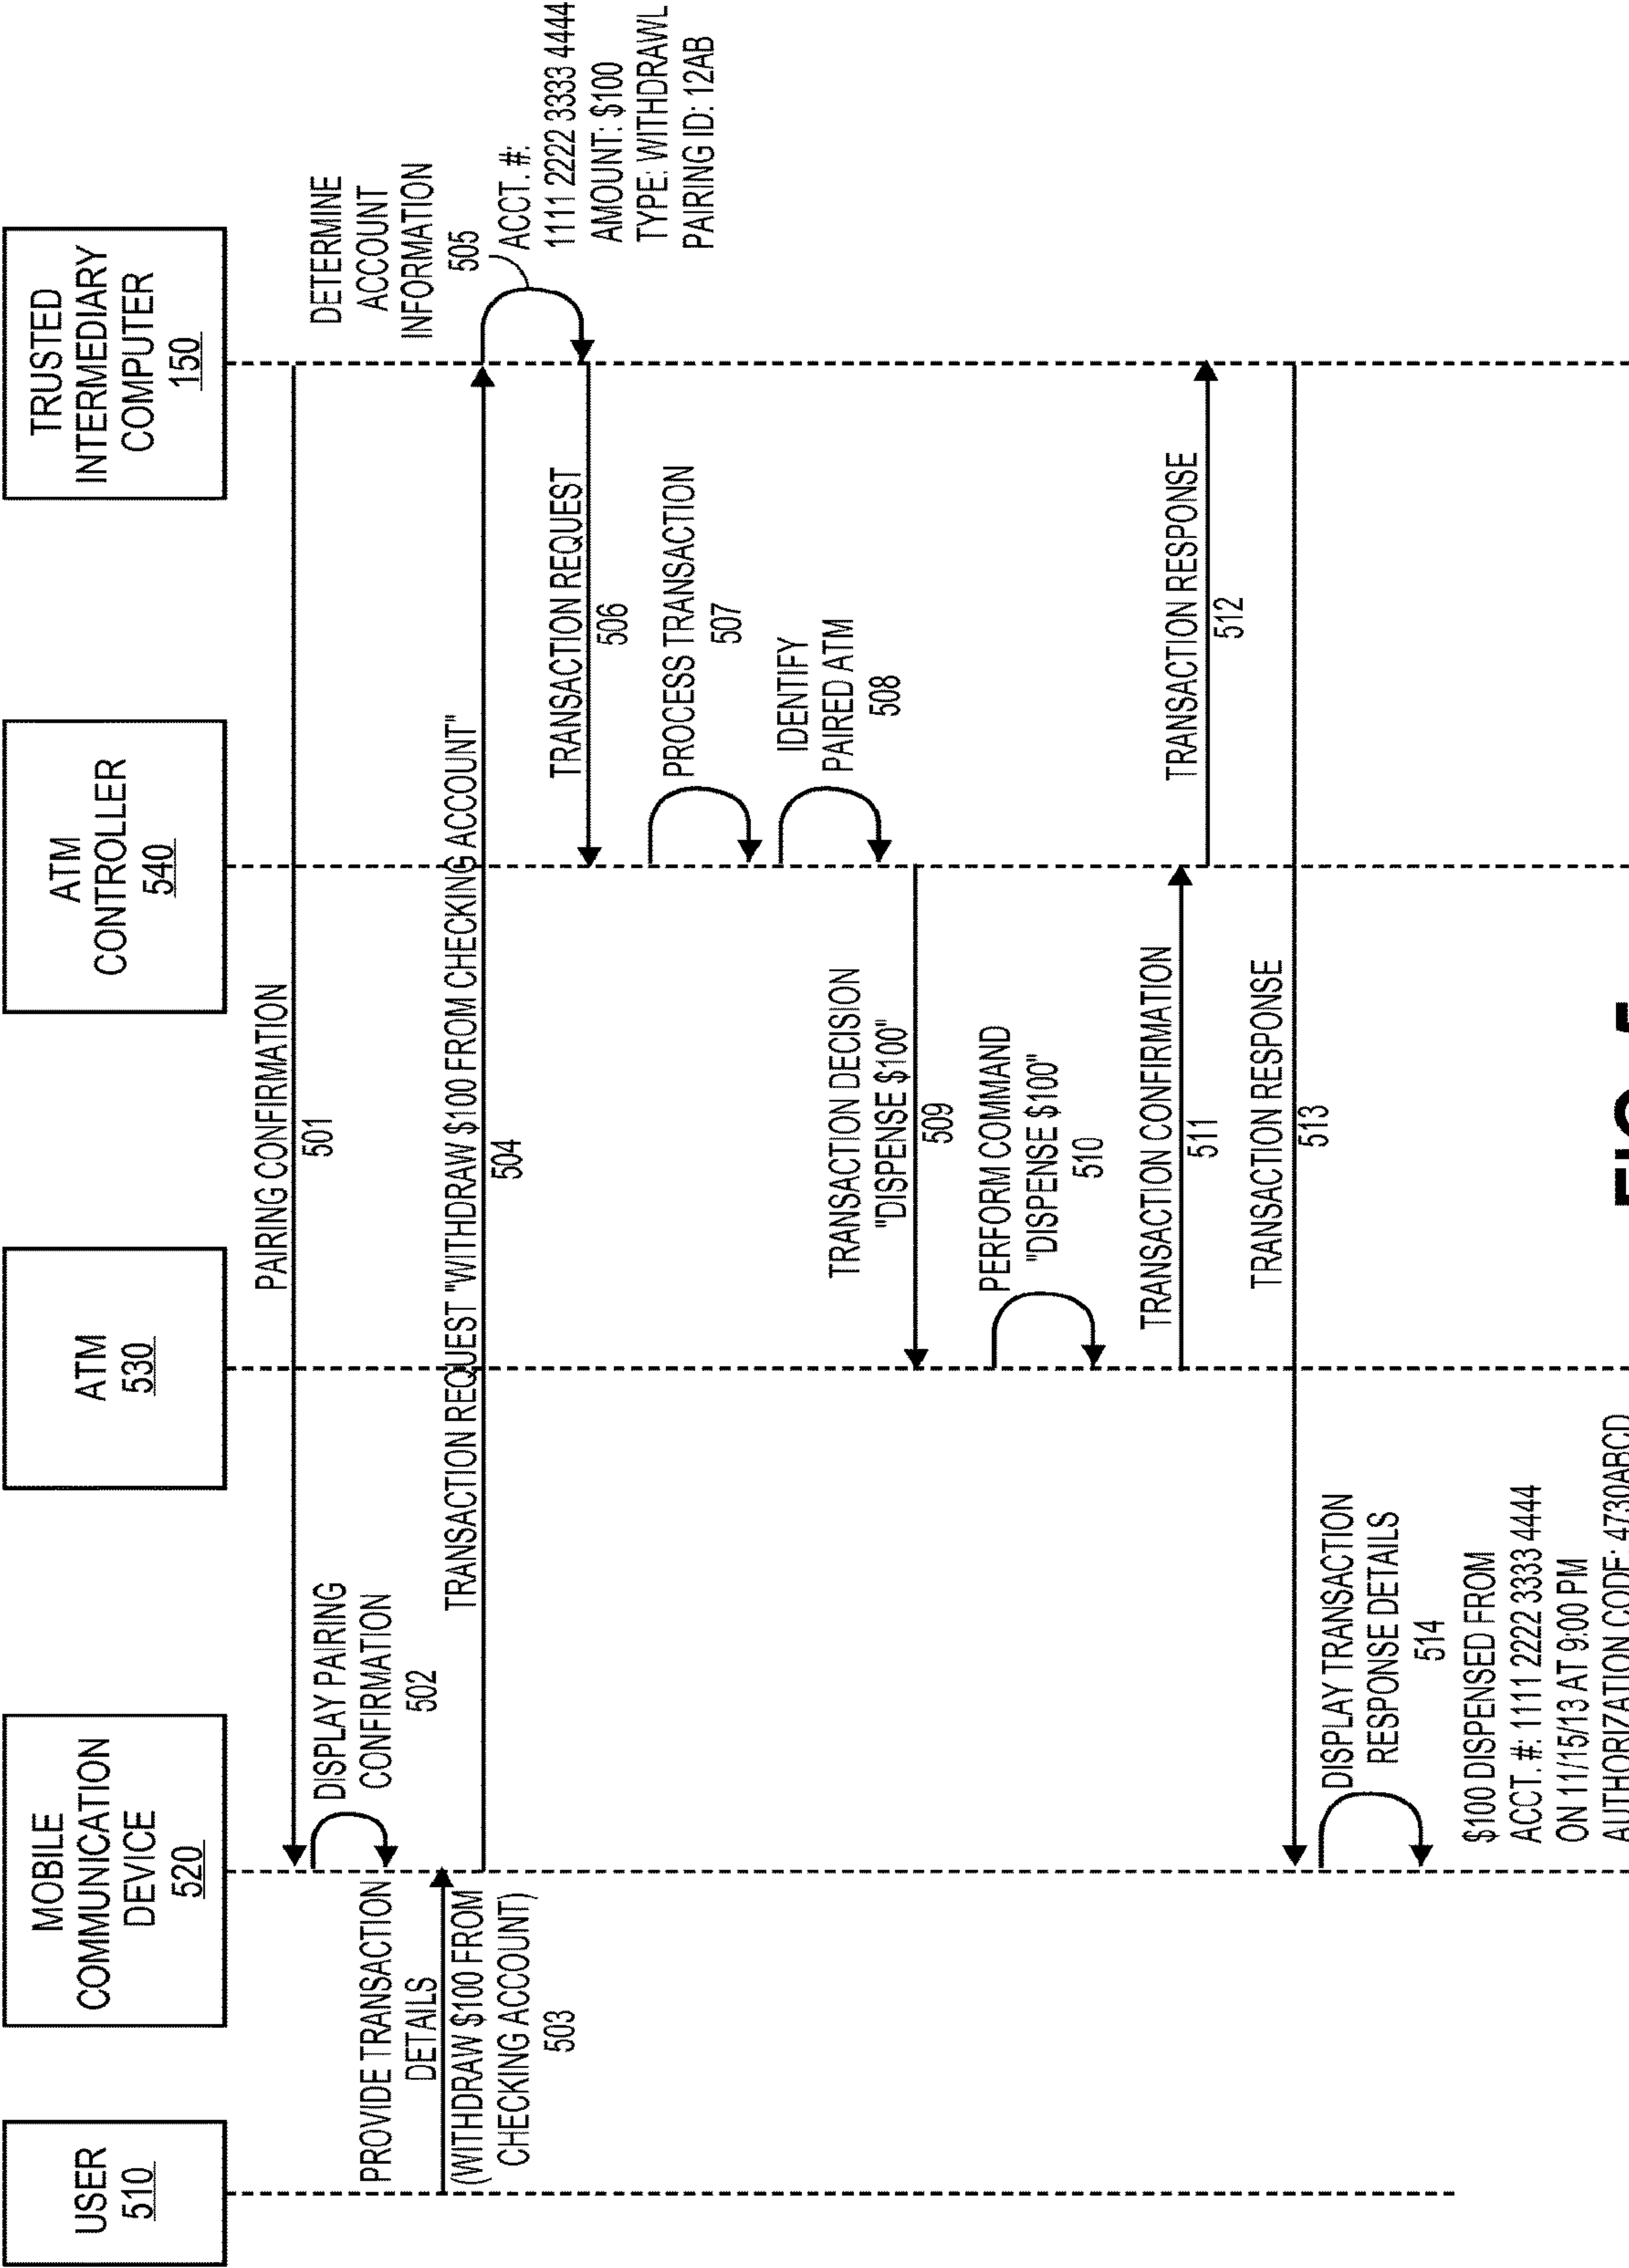 USER
510
MOBILE
COMMUNICATION
DEVICE
520
ATM
530
ATM
CONTROLLER
540
TRUSTED
INTERMEDIARY
COMPUTER
150
PAIRING CONFIRMATION
501
DISPLAY PAIRING
CONFIRMATION
502
PROVIDE TRANSACTION
DETAILS
(WITHDRAW $100 FROM
CHECKING ACCOUNT)
503
TRANSACTION REQUEST "WITHDRAW $100 FROM CHECKING ACCOUNT"
504
DETERMINE
ACCOUNT
INFORMATION
505
ACCT. #:
1111 2222 3333 4444
AMOUNT: $100
TYPE: WITHDRAWL
PAIRING ID: 12AB
TRANSACTION REQUEST
506
PROCESS TRANSACTION
507
IDENTIFY
PAIRED ATM
508
TRANSACTION DECISION
"DISPENSE $100"
509
PERFORM COMMAND
"DISPENSE $100"
510
TRANSACTION CONFIRMATION
511
TRANSACTION RESPONSE
512
TRANSACTION RESPONSE
513
DISPLAY TRANSACTION
RESPONSE DETAILS
514
$100 DISPENSED FROM
ACCT. #: 1111 2222 3333 4444
ON 11/15/13 AT 9:00 PM
AUTHORIZATION CODE: 4730ABCD